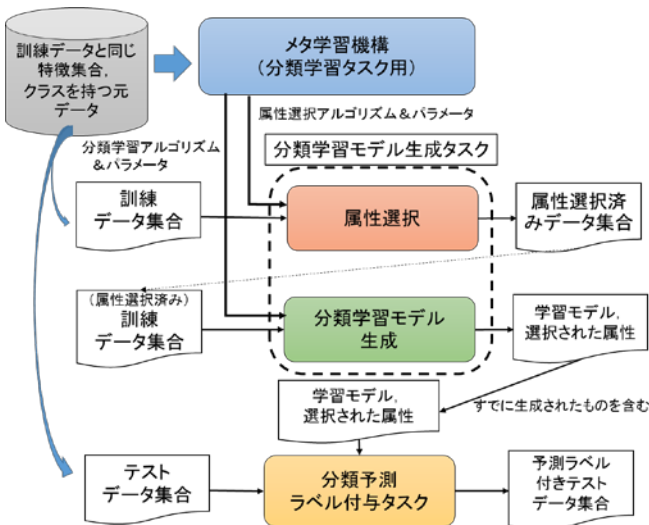 訓練データと同じ
特徴集合,
クラスを持つ元
データ
メタ学習機構
(分類学習タスク用)
属性選択アルゴリズム&パラメータ
分類学習アルゴリズム
&パラメータ
分類学習モデル生成タスク
訓練
データ集合
属性選択
属性選択済
みデータ集合
(属性選択済み)
訓練
データ集合
分類学習モデル
生成
学習モデル,
選択された属性
学習モデル,
選択された属性
すでに生成されたものを含む
テスト
データ集合
分類予測
ラベル付与タスク
予測ラベル
付きテスト
データ集合